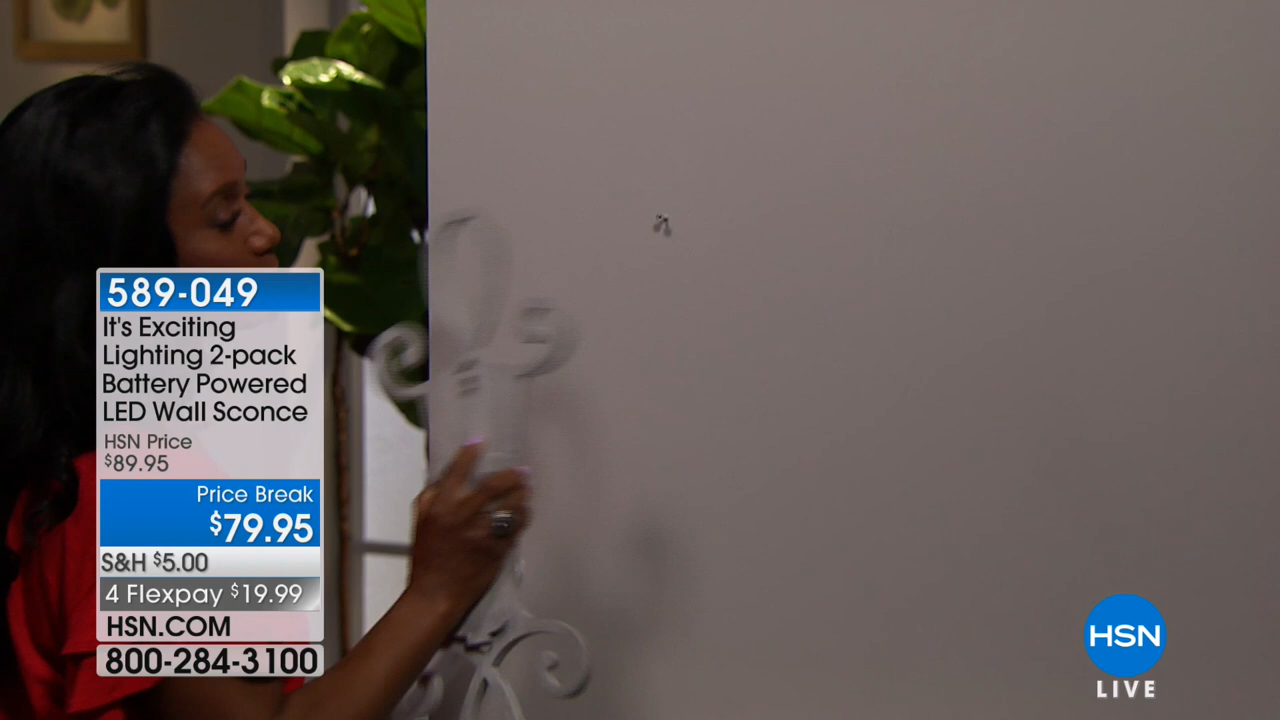 589-049
It's Exciting
Lighting 2-pack
Battery Powered
LED Wall Sconce
HSN Price
$89.95
Price Break
$79.95
S&H $5.00
4 Flexpay $19.99
HSN.COM
800-284-3100
HSN
LIVE